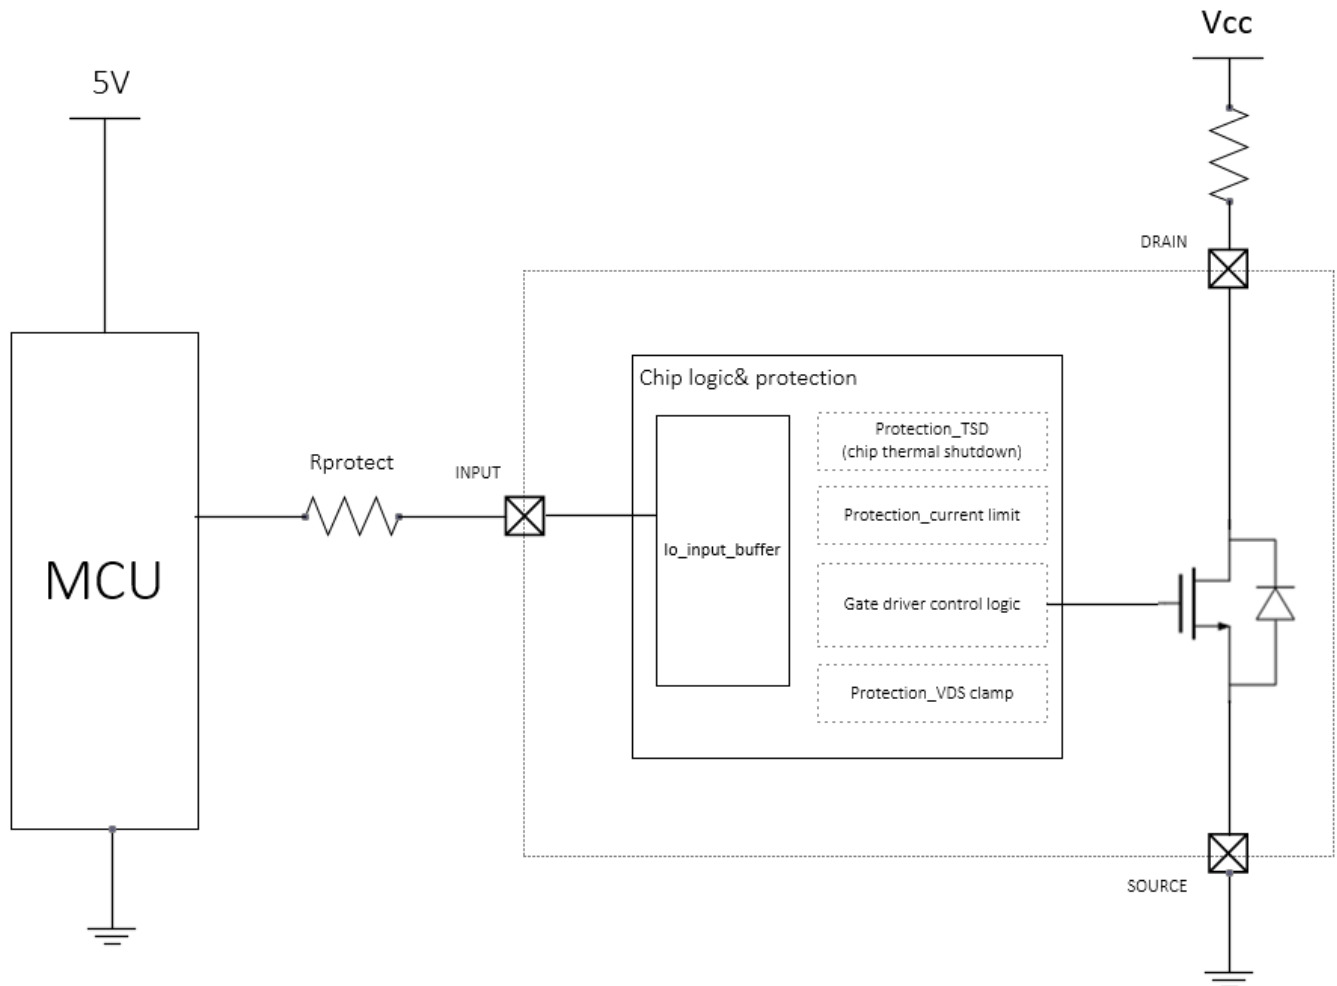 Vcc
5V
DRAIN
Chip logic& protection
Protection_TSD
(chip thermal shutdown)
Rprotect
INPUT
Protection_current limit
Io_input_buffer
MCU
Gate driver control logic
Protection_VDS clamp
SOURCE